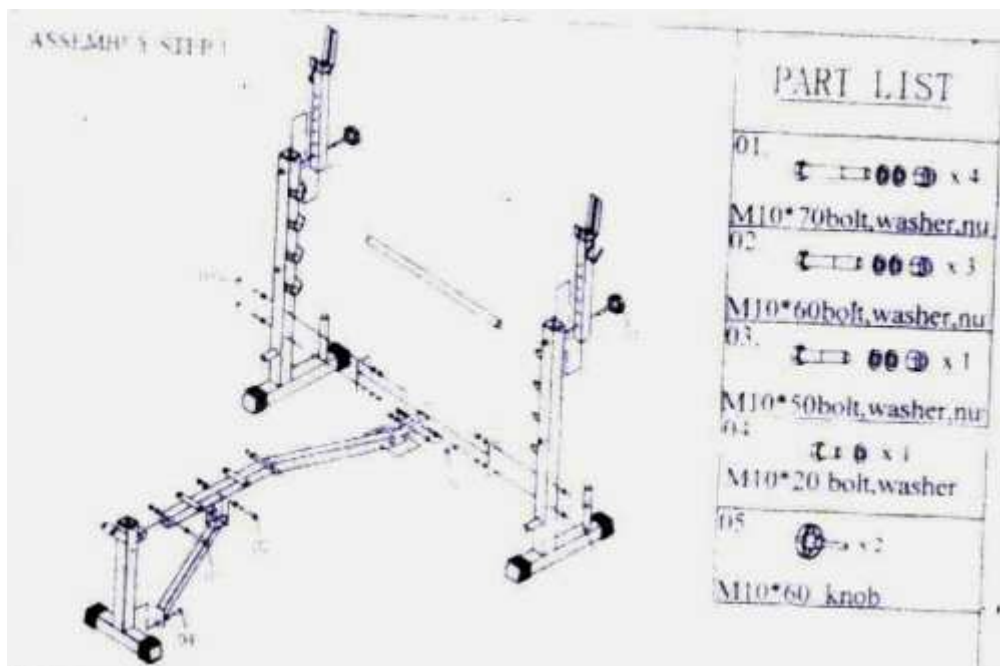 ASSEMBLY STEP 1
PART LIST
01.
x 4
M10*70bolt,washer,nu
02
x 3
M10*60bolt,washer,nu
03.
x 1
M10*50bolt,washer,nu
04
x 1
M10*20 bolt,washer
05
x 2
M10*60 knob
04